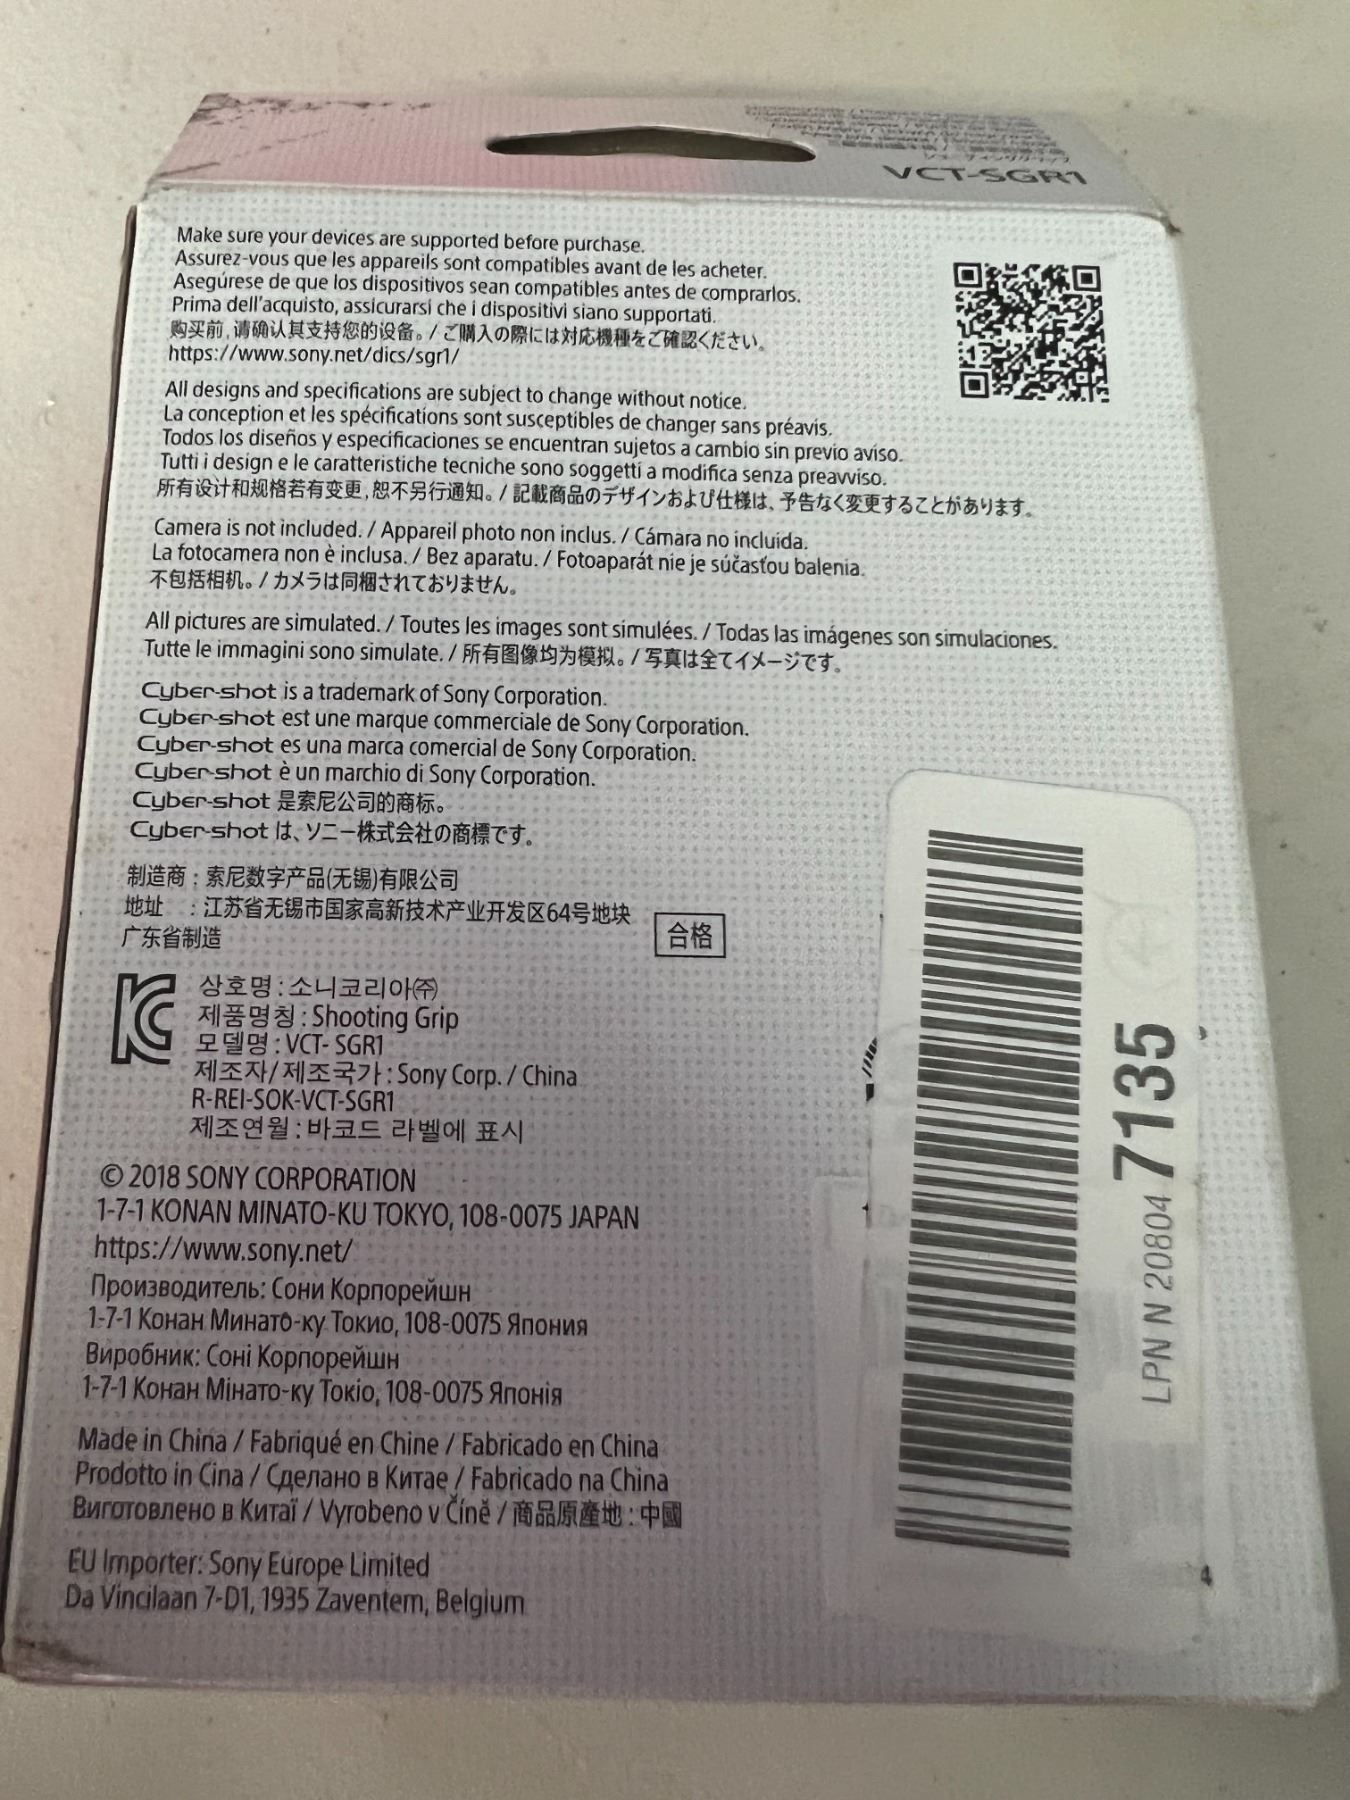 シューティンググリップ
VCT-SGR1
Make sure your devices are supported before purchase.
Assurez-vous que les appareils sont compatibles avant de les acheter.
Asegúrese de que los dispositivos sean compatibles antes de comprarlos.
Prima dell'acquisto, assicurarsi che i dispositivi siano supportati.
购买前,请确认其支持您的设备。/ ご購入の際には対応機種をご確認ください。
https://www.sony.net/dics/sgr1/
All designs and specifications are subject to change without notice.
La conception et les spécifications sont susceptibles de changer sans préavis.
Todos los diseños y especificaciones se encuentran sujetos a cambio sin previo aviso.
Tutti i design e le caratteristiche tecniche sono soggetti a modifica senza preavviso.
所有设计和规格若有变更,恕不另行通知。/ 記載商品のデザインおよび仕様は、予告なく変更することがあります。
Camera is not included. / Appareil photo non inclus. / Cámara no incluida.
La fotocamera non è inclusa. / Bez aparatu. / Fotoaparát nie je súčasťou balenia.
不包括相机。/ カメラは同梱されておりません。
All pictures are simulated. / Toutes les images sont simulées. / Todas las imágenes son simulaciones.
Tutte le immagini sono simulate. / 所有图像均为模拟。/ 写真は全てイメージです。
Cyber-shot is a trademark of Sony Corporation.
Cyber-shot est une marque commerciale de Sony Corporation.
Cyber-shot es una marca comercial de Sony Corporation.
Cyber-shot è un marchio di Sony Corporation.
Cyber-shot 是索尼公司的商标。
Cyber-shot は、ソニー株式会社の商標です。
制造商 : 索尼数字产品(无锡)有限公司
地址 : 江苏省无锡市国家高新技术产业开发区64号地块
广东省制造
合格
상호명 : 소니코리아㈜
제품명칭 : Shooting Grip
모델명 : VCT- SGR1
제조자/ 제조국가 : Sony Corp. / China
R-REI-SOK-VCT-SGR1
제조연월 : 바코드 라벨에 표시
© 2018 SONY CORPORATION
1-7-1 KONAN MINATO-KU TOKYO, 108-0075 JAPAN
https://www.sony.net/
Производитель: Сони Корпорейшн
1-7-1 Конан Минато-ку Токио, 108-0075 Япония
Виробник: Соні Корпорейшн
1-7-1 Конан Мінато-ку Токіо, 108-0075 Японія
Made in China / Fabriqué en Chine / Fabricado en China
Prodotto in Cina / Сделано в Китае / Fabricado na China
Виготовлено в Китаї / Vyrobeno v Číně / 商品原產地 : 中國
EU Importer: Sony Europe Limited
Da Vincilaan 7-D1, 1935 Zaventem, Belgium
LPN N 20804 7135
4